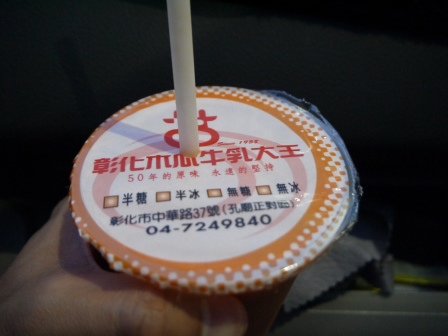 彰化木瓜牛乳大王
50年的原味 永遠的堅持
半糖 半冰 無糖 無冰
彰化市中華路37號(孔廟正對面)
04-7249840